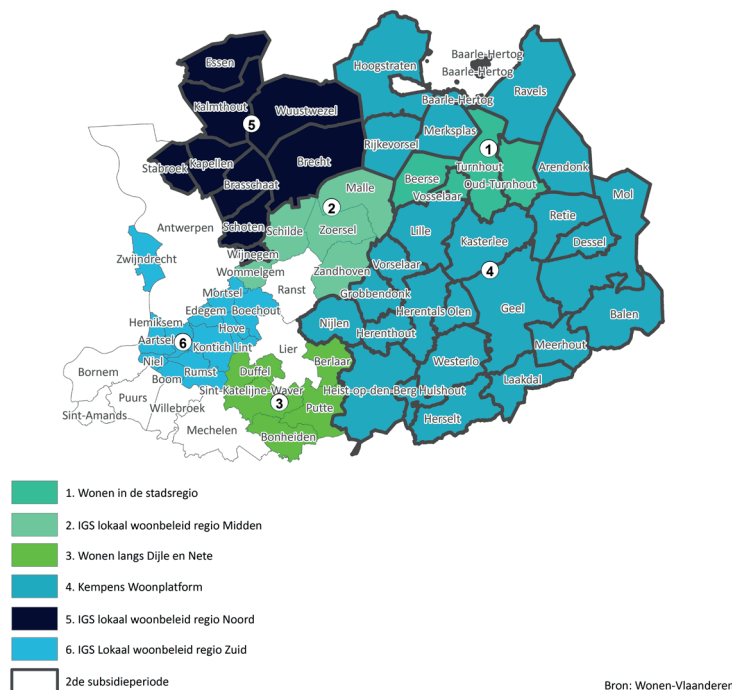 Essen
Hoogstraten
Baarle-Hertog
Baarle-Hertog
Ravels
Kalmthout
Wuustwezel
Baarle-Hertog
5
Merksplas
Rijkevorsel
1
Stabroek
Kapellen
Brecht
Turnhout
Arendonk
Brasschaat
Malle
Beerse
Oud-Turnhout
Mol
Vosselaar
2
Retie
Antwerpen
Schoten
Schilde
Zoersel
Lille
Kasterlee
Dessel
Zwijndrecht
Wijnegem
Vorselaar
4
Wommelgem
Zandhoven
Ranst
Grobbendonk
Mortsel
Edegem
Boechout
Herentals
Olen
Geel
Balen
Hemiksem
Hove
Nijlen
Herenthout
Aartsel
6
Kontich
Lint
Lier
Meerhout
Niel
Berlaar
Westerlo
Bornem
Boom
Rumst
Duffel
Laakdal
Sint-Katelijne-Waver
Heist-op-den-Berg
Hulshout
Puurs
Willebroek
3
Putte
Sint-Amands
Herselt
Mechelen
Bonheiden
1. Wonen in de stadsregio
2. IGS lokaal woonbeleid regio Midden
3. Wonen langs Dijle en Nete
4. Kempens Woonplatform
5. IGS lokaal woonbeleid regio Noord
6. IGS Lokaal woonbeleid regio Zuid
2de subsidieperiode
Bron: Wonen-Vlaanderen